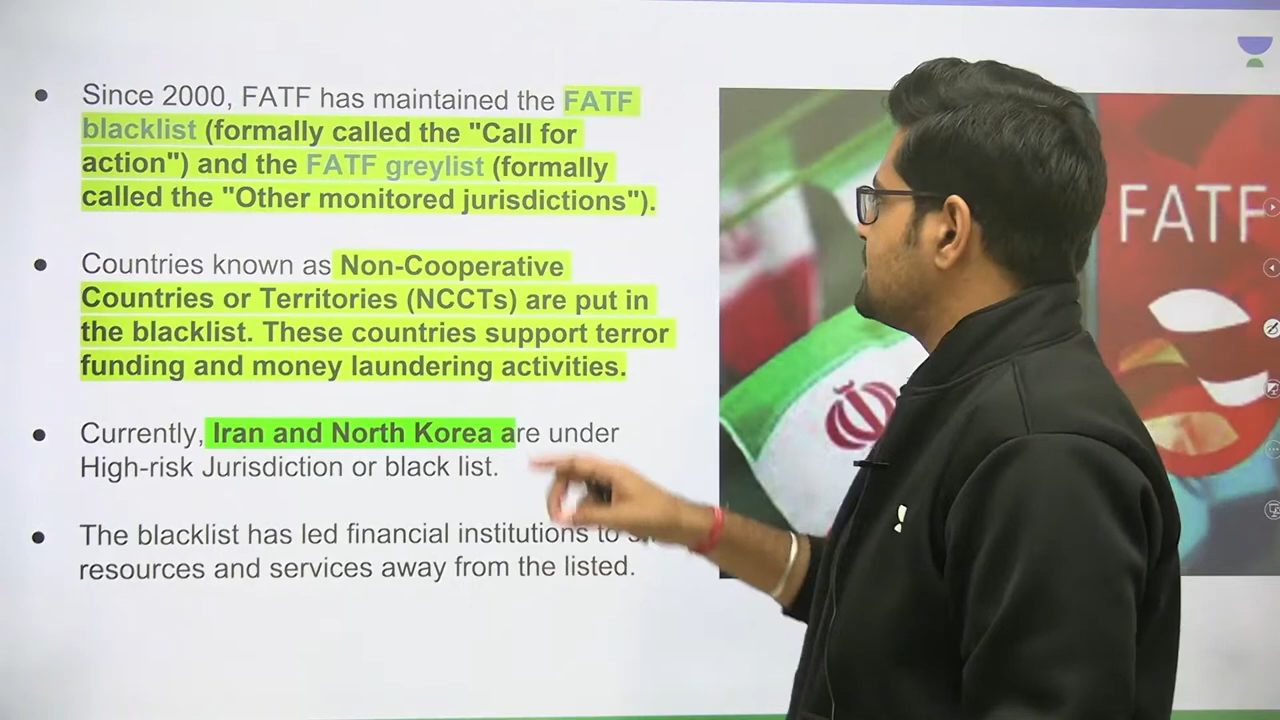 Since 2000, FATF has maintained the FATF
blacklist (formally called the "Call for
action") and the FATF greylist (formally
called the "Other monitored jurisdictions").
Countries known as Non-Cooperative
Countries or Territories (NCCTs) are put in
the blacklist. These countries support terror
funding and money laundering activities.
Currently, Iran and North Korea are under
High-risk Jurisdiction or black list.
The blacklist has led financial institutions to
resources and services away from the listed.
FATF